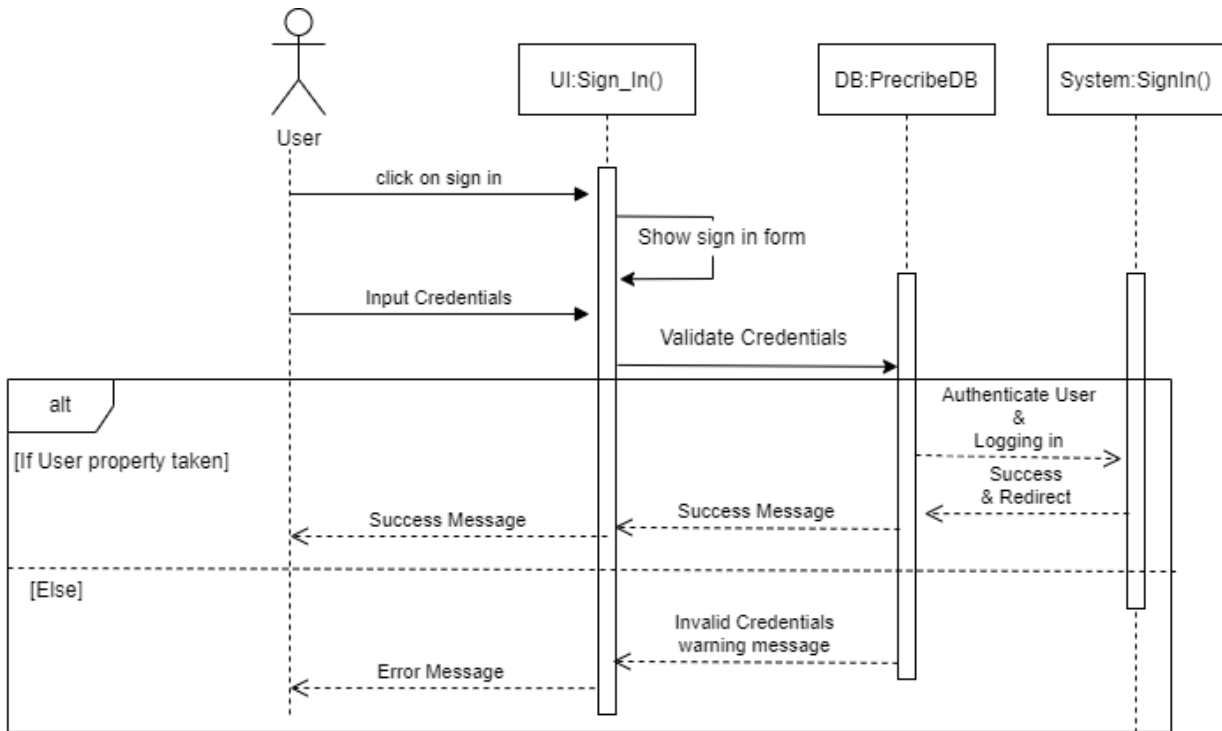 UI:Sign_In()
DB:PrecribeDB
System:SignIn()
User
click on sign in
Show sign in form
Input Credentials
Validate Credentials
alt
[If User property taken]
Authenticate User
&
Logging in
Success
& Redirect
Success Message
Success Message
[Else]
Invalid Credentials
warning message
Error Message